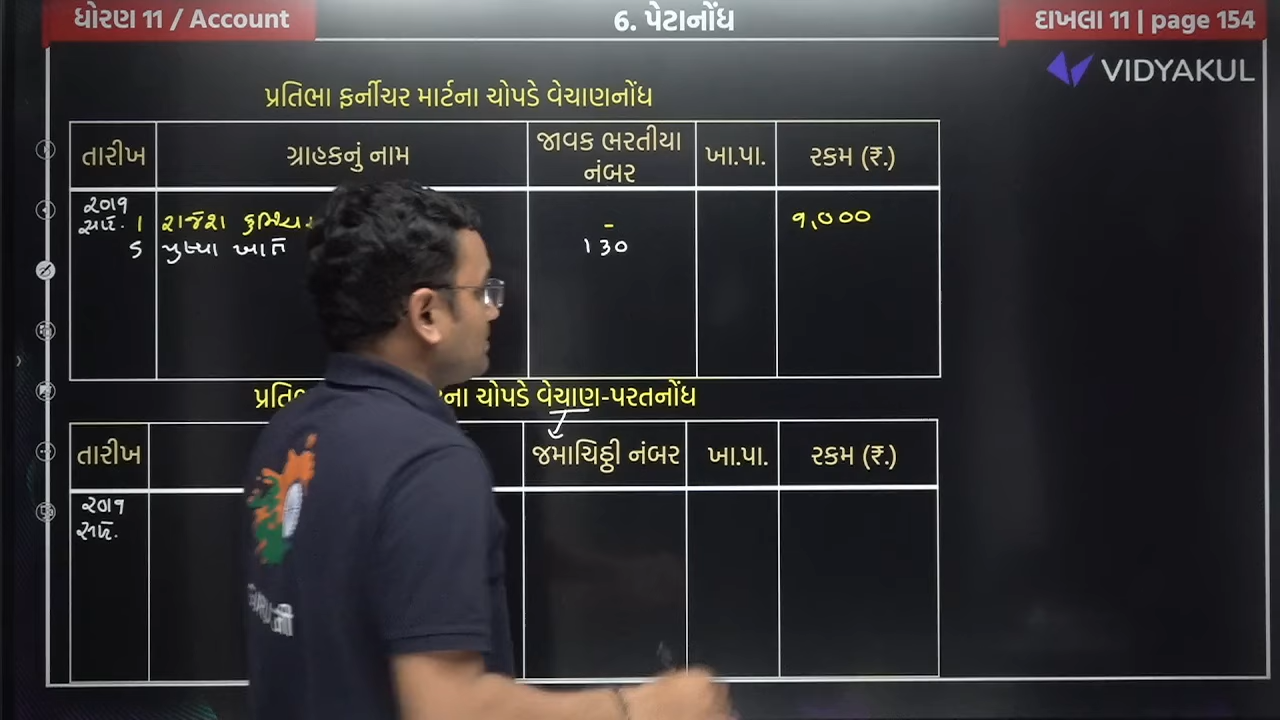 ધોરણ 11 / Account
6. પેટાનોંધ
દાખલા 11 | page 154
VIDYAKUL
પ્રતિભા ફર્નીચર માર્ટના ચોપડે વેચાણનોંધ
તારીખ ગ્રાહકનું નામ જાવક ભરતીયા નંબર ખા.પા. રકમ (₹.)
૨૦૧૧
સપ્ટે. 1 રાજેશ - ૧,૦૦૦
5 પુષ્પા ખાતે 130
ના ચોપડે વેચાણ-પરતનોંધ
તારીખ જમાચિઠ્ઠી નંબર ખા.પા. રકમ (₹.)
૨૦૧૧
સપ્ટે.